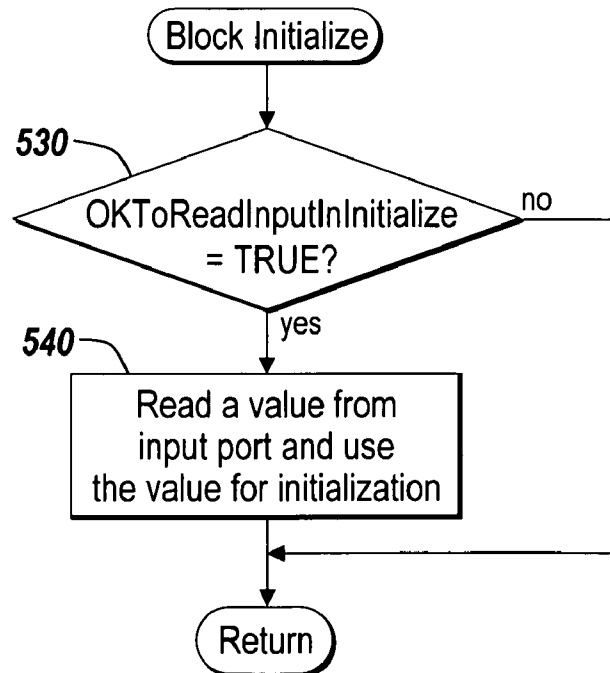 Block Initialize
530
OKToReadInputInInitialize
= TRUE?
no
yes
540
Read a value from
input port and use
the value for initialization
Return